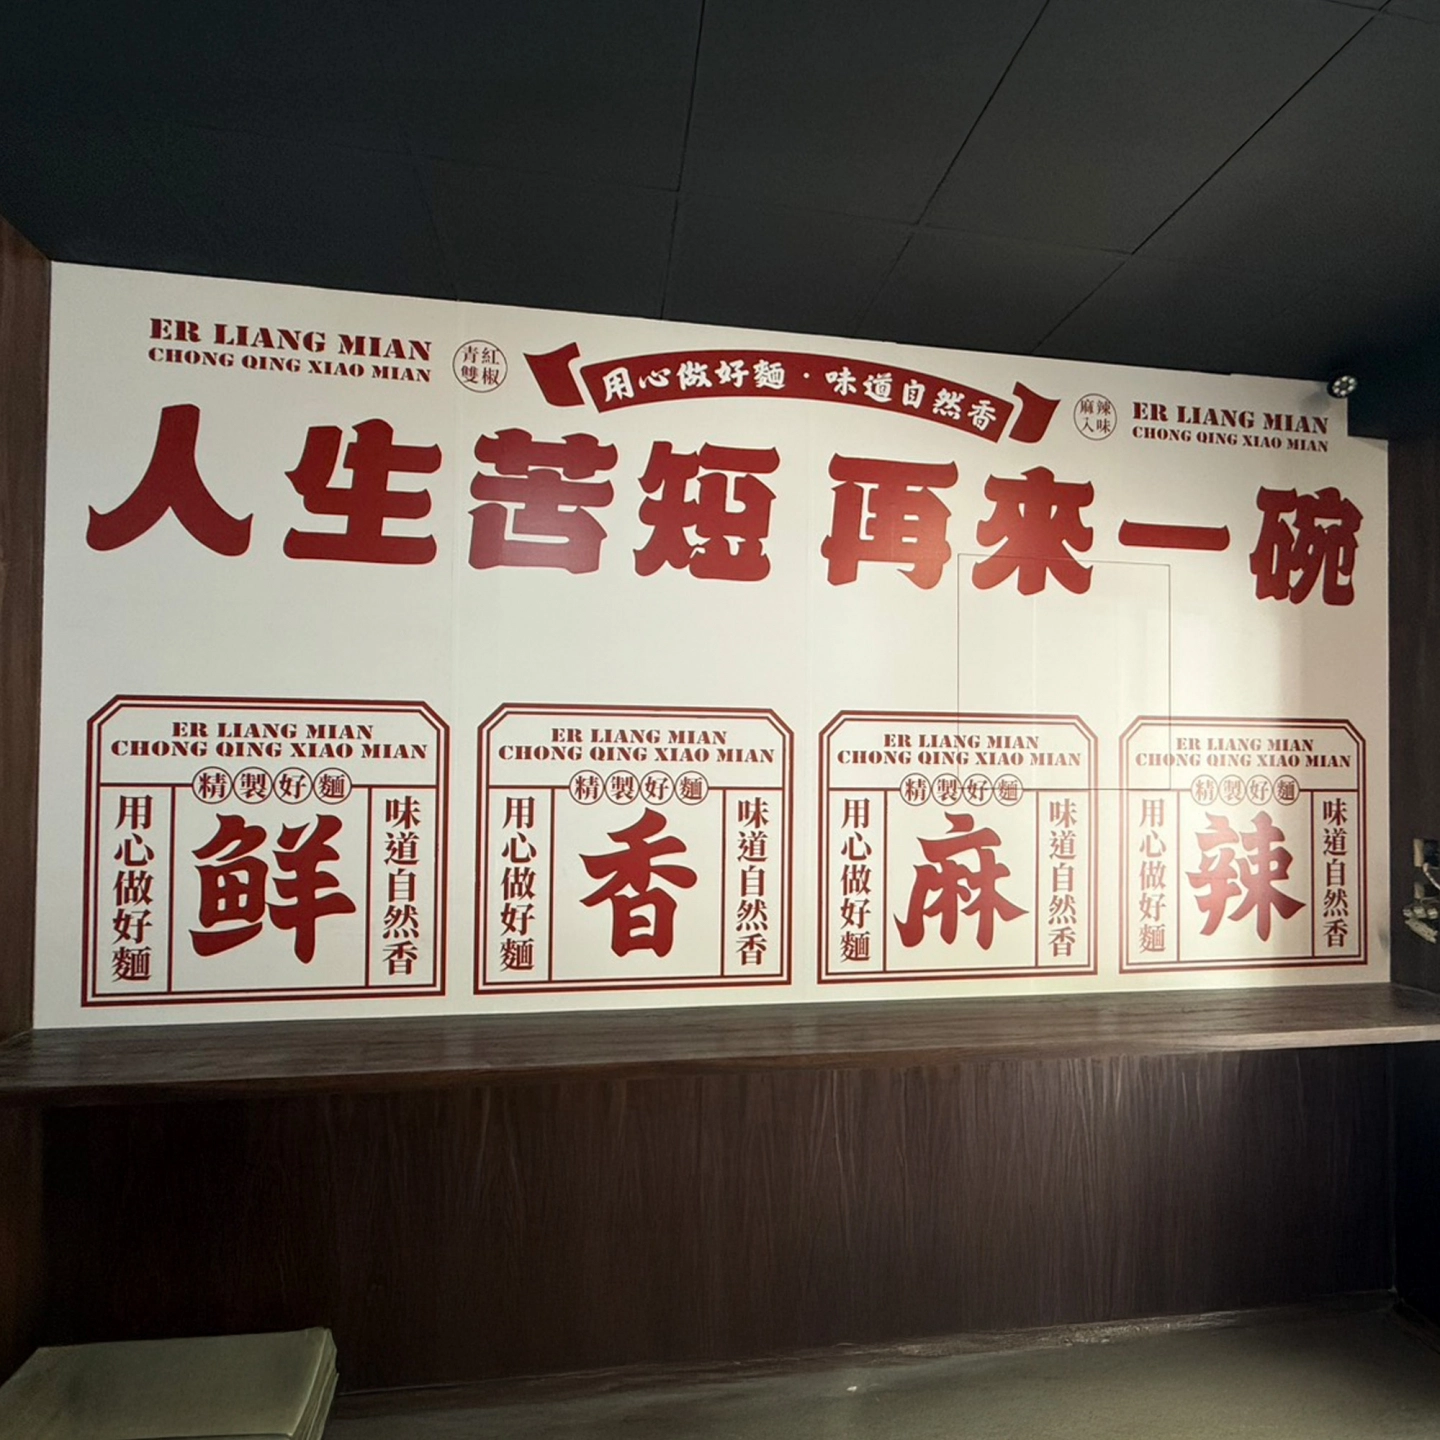 ER LIANG MIAN
CHONG QING XIAO MIAN
青紅
雙椒
用心做好麵·味道自然香
麻辣
入味
ER LIANG MIAN
CHONG QING XIAO MIAN
人生苦短 再來一碗
ER LIANG MIAN
CHONG QING XIAO MIAN
精製好麵
用心做好麵
鮮
味道自然香
ER LIANG MIAN
CHONG QING XIAO MIAN
精製好麵
用心做好麵
香
味道自然香
ER LIANG MIAN
CHONG QING XIAO MIAN
精製好麵
用心做好麵
麻
味道自然香
ER LIANG MIAN
CHONG QING XIAO MIAN
精製好麵
用心做好麵
辣
味道自然香